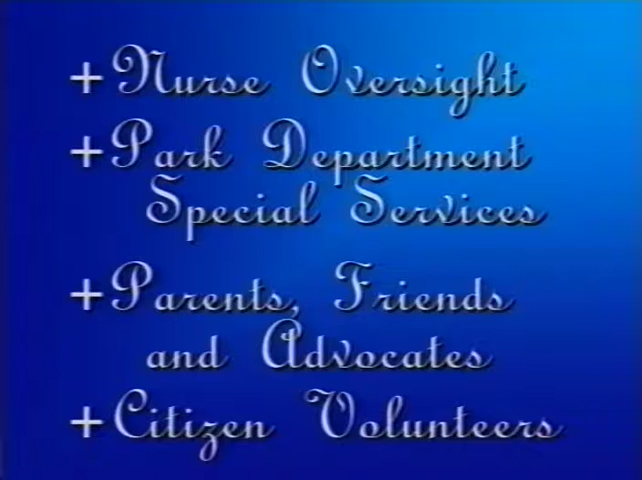 +Nurse Oversight
+Park Department
Special Services
+Parents, Friends
and Advocates
+Citizen Volunteers